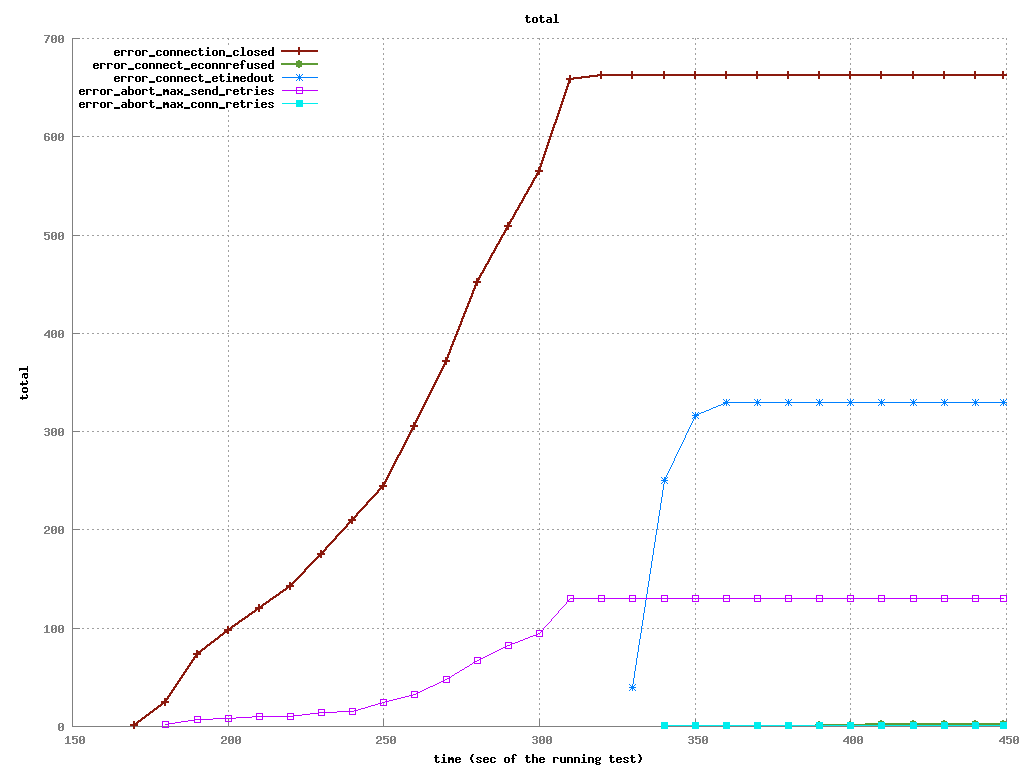 total
700
600
500
400
300
200
100
0
error_connection_closed
error_connect_econnrefused
error_connect_etimedout
error_abort_max_send_retries
error_abort_max_conn_retries
total
150 200 250 300 350 400 450
time (sec of the running test)